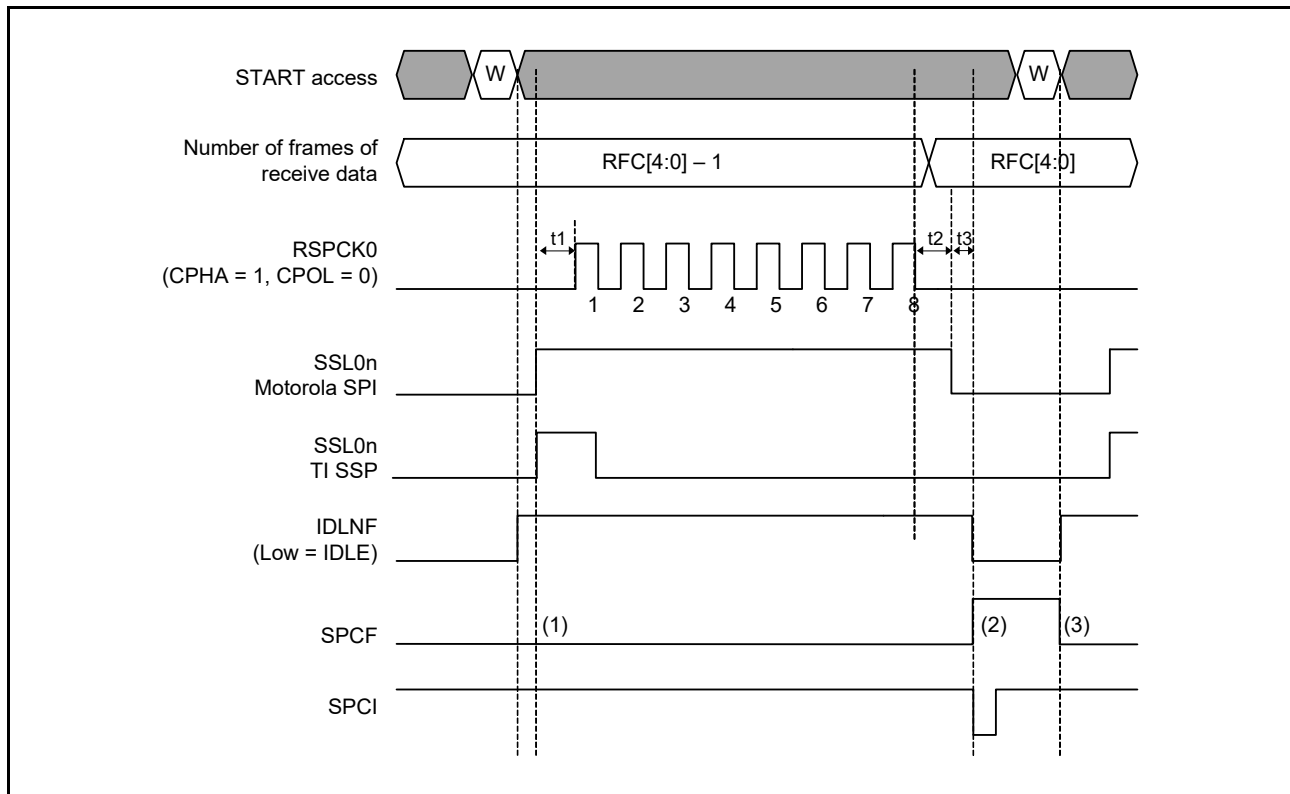 START access
W
W
Number of frames of
receive data
RFC[4:0] – 1
RFC[4:0]
RSPCK0
(CPHA = 1, CPOL = 0)
t1
t2
t3
1 2 3 4 5 6 7 8
SSL0n
Motorola SPI
SSL0n
TI SSP
IDLNF
(Low = IDLE)
SPCF
(1)
(2)
(3)
SPCI